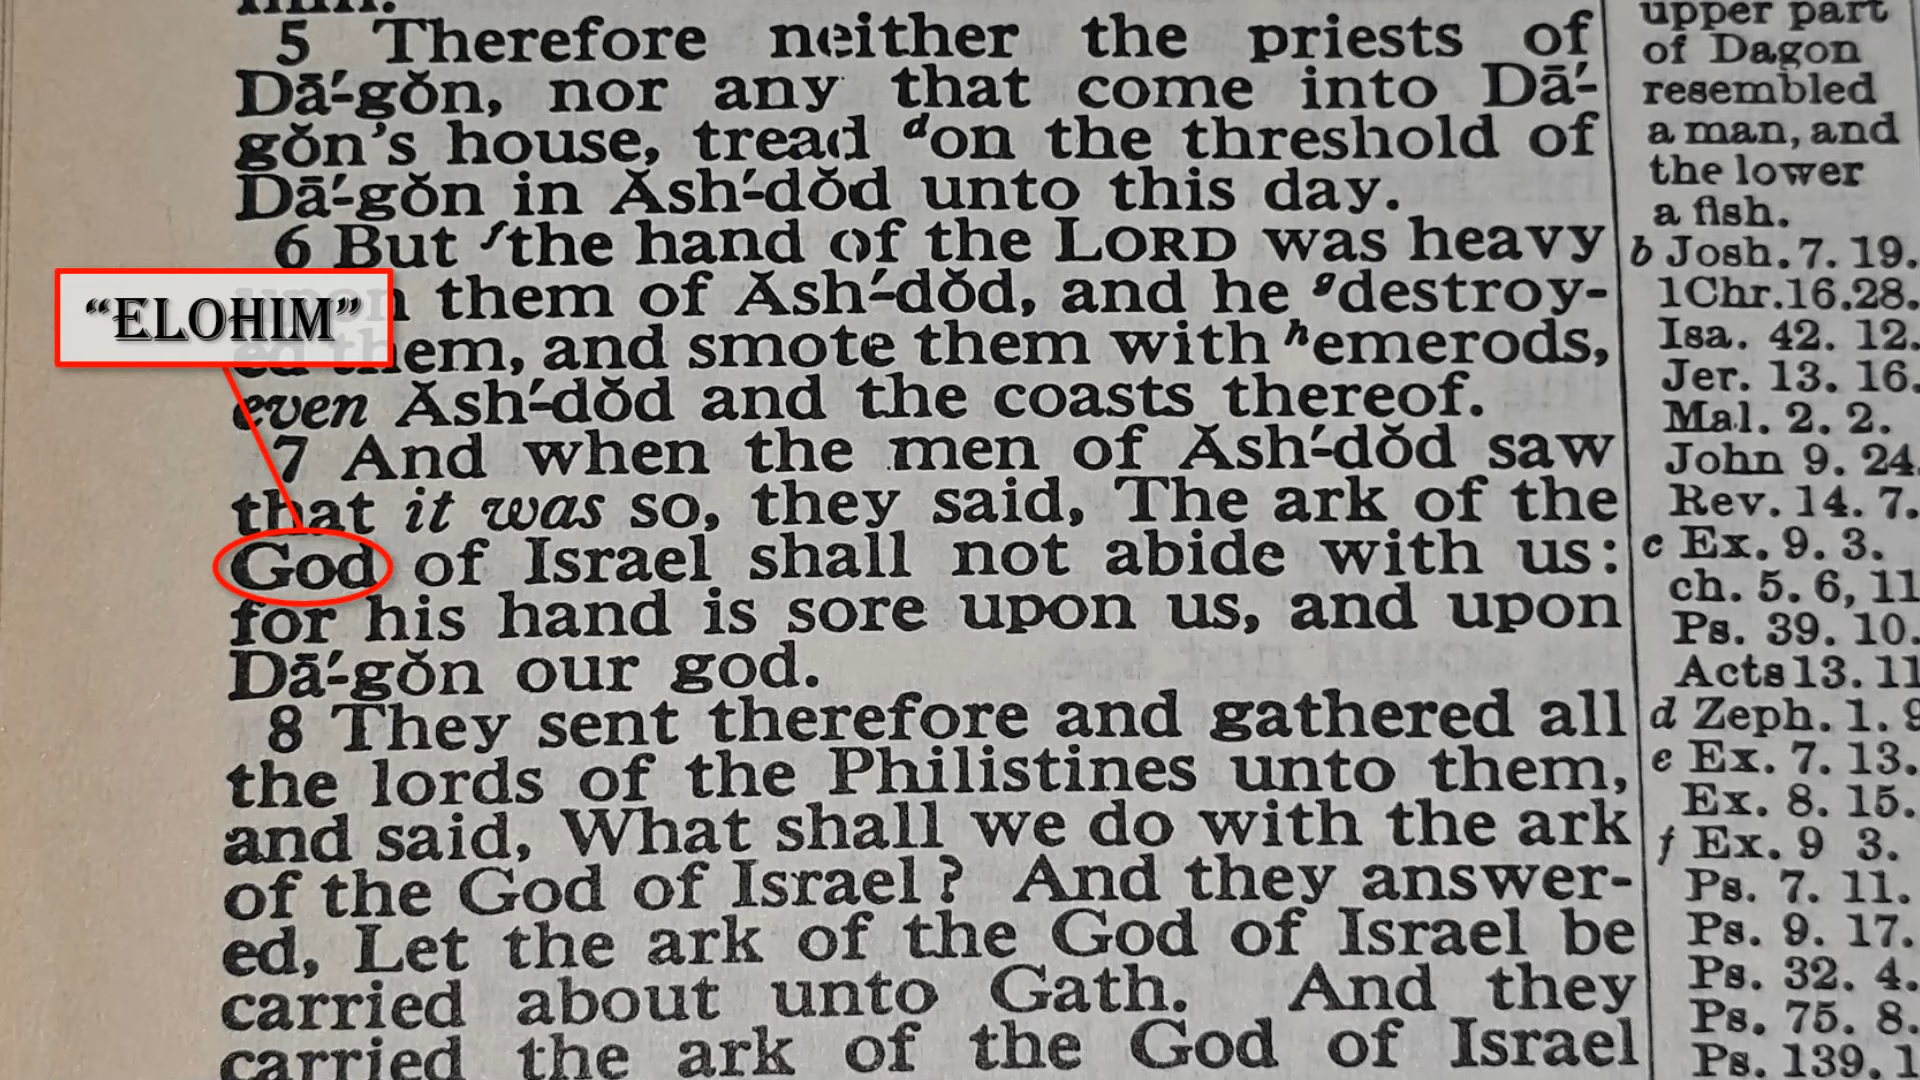 5 Therefore neither the priests of
Dā′-gŏn, nor any that come into Dā′-
gŏn's house, tread ᵈon the threshold of
Dā′-gŏn in Ăsh′-dŏd unto this day.
6 But ᶠthe hand of the LORD was heavy
them of Ăsh′-dŏd, and he ᵍdestroy-
ed them, and smote them with ʰemerods,
even Ăsh′-dŏd and the coasts thereof.
7 And when the men of Ăsh′-dŏd saw
that it was so, they said, The ark of the
God of Israel shall not abide with us:
for his hand is sore upon us, and upon
Dā′-gŏn our god.
8 They sent therefore and gathered all
the lords of the Philistines unto them,
and said, What shall we do with the ark
of the God of Israel? And they answer-
ed, Let the ark of the God of Israel be
carried about unto Gath. And they
carried the ark of the God of Israel
“ELOHIM”
upper part
of Dagon
resembled
a man, and
the lower
a fish.
b Josh. 7. 19.
1Chr.16.28.
Isa. 42. 12.
Jer. 13. 16.
Mal. 2. 2.
John 9. 24.
Rev. 14. 7.
c Ex. 9. 3.
ch. 5. 6, 11
Ps. 39. 10.
Acts 13. 11
d Zeph. 1. 9
e Ex. 7. 13.
Ex. 8. 15.
f Ex. 9 3.
Ps. 7. 11.
Ps. 9. 17.
Ps. 32. 4.
Ps. 75. 8.
Ps. 139. 1